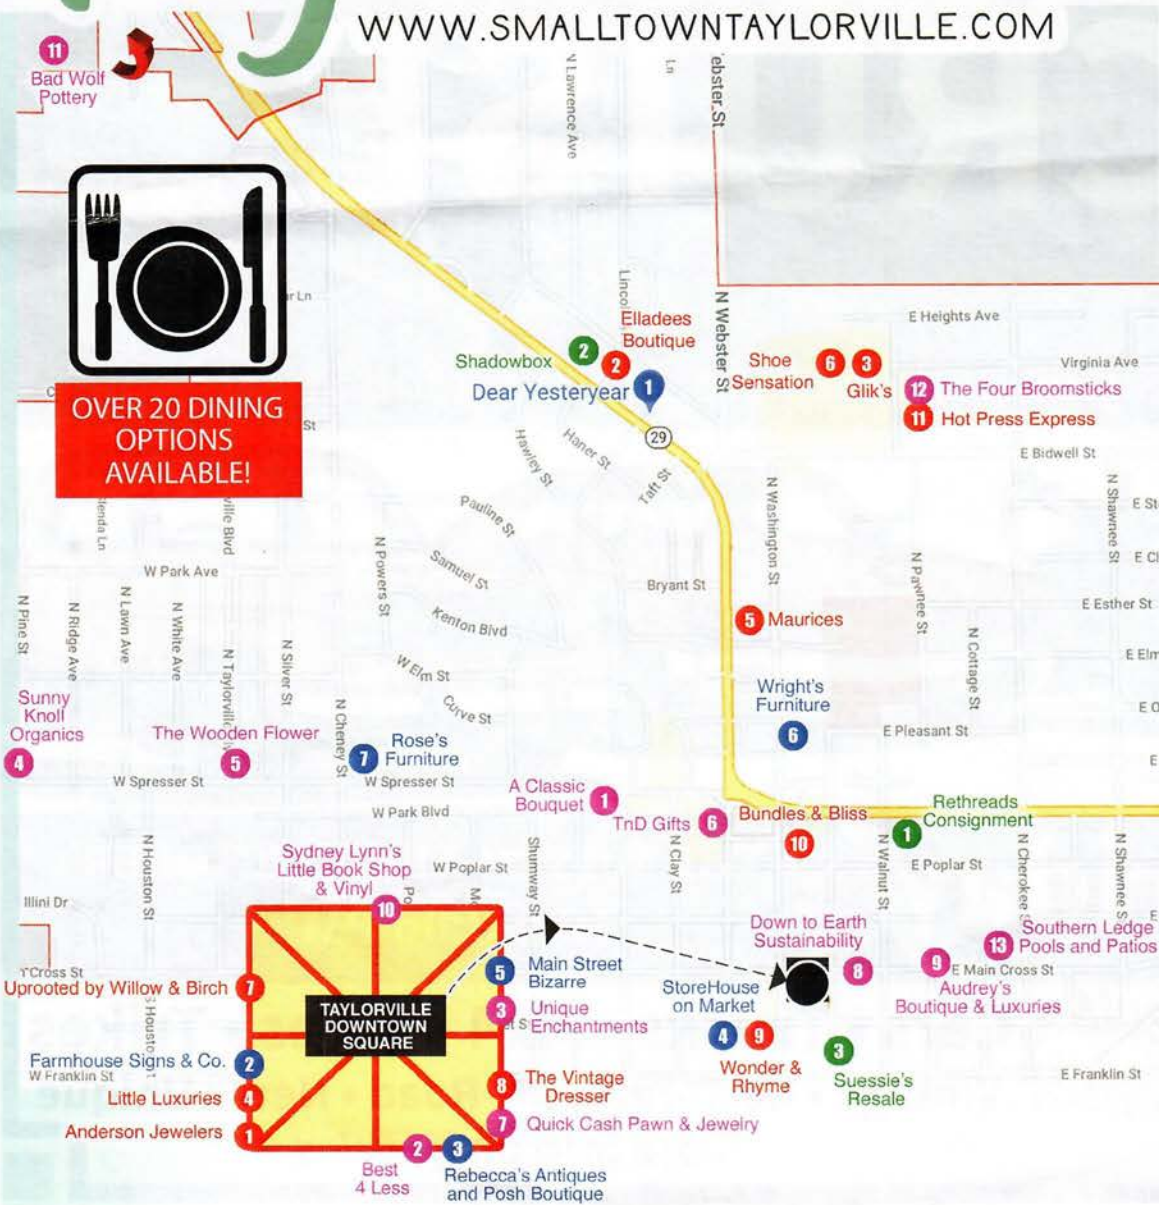 WWW.SMALLTOWNTAYLORVILLE.COM
11
Bad Wolf
Pottery
N Lawrence Ave
Ln
ebster St
OVER 20 DINING
OPTIONS
AVAILABLE!
N Webster St
E Heights Ave
Virginia Ave
Elladees
Boutique
2
Shadowbox
2
Dear Yesteryear
1
29
Shoe
Sensation
6
3
Glik's
12
The Four Broomsticks
11
Hot Press Express
E Bidwell St
Hawley St
Haner St
Taft St
Pauline St
Samuel St
Kenton Blvd
W Elm St
Curve St
N Powers St
Bryant St
N Washington St
N Pawnee St
N Shawnee St
N Cottage St
E Esther St
E Elm
W Park Ave
N Pine St
N Ridge Ave
N Lawn Ave
N White Ave
N Silver St
N Cheney St
5
Maurices
Wright's
Furniture
6
E Pleasant St
Sunny
Knoll
Organics
4
The Wooden Flower
5
Rose's
Furniture
7
W Spresser St
W Spresser St
W Park Blvd
A Classic
Bouquet
1
TnD Gifts
6
Bundles & Bliss
10
Rethreads
Consignment
1
E Poplar St
W Poplar St
N Houston St
Shumway St
N Clay St
N Walnut St
N Cherokee S
N Shawnee S
Illini Dr
Sydney Lynn's
Little Book Shop
& Vinyl
10
TAYLORVILLE
DOWNTOWN
SQUARE
Uprooted by Willow & Birch
7
Farmhouse Signs & Co.
2
W Franklin St
Little Luxuries
4
Anderson Jewelers
1
5
Main Street
Bizarre
3
Unique
Enchantments
8
The Vintage
Dresser
7
Quick Cash Pawn & Jewelry
2
Best
4 Less
3
Rebecca's Antiques
and Posh Boutique
Down to Earth
Sustainability
8
StoreHouse
on Market
4
9
Wonder &
Rhyme
3
Suessie's
Resale
9
Audrey's
Boutique & Luxuries
E Main Cross St
13
Southern Ledge
Pools and Patios
E Franklin St